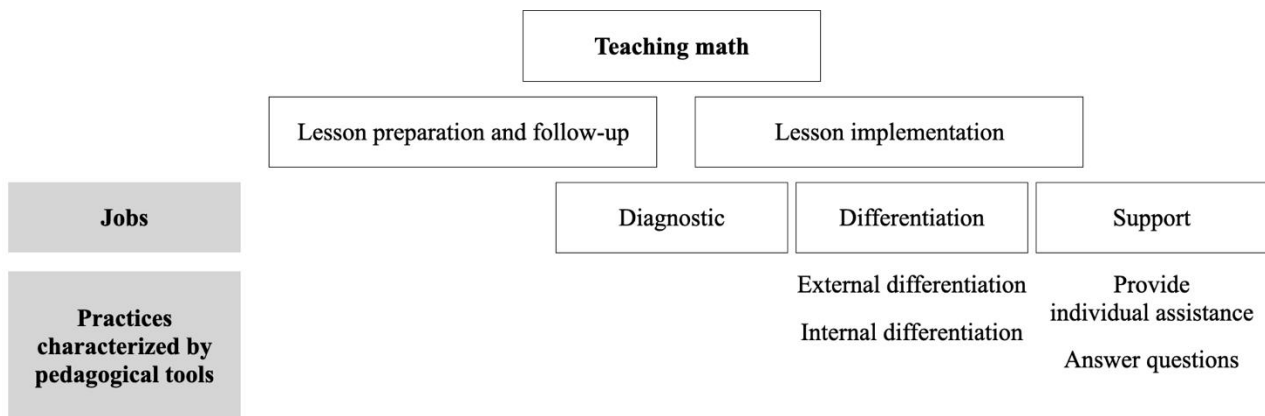 Teaching math
Lesson preparation and follow-up
Lesson implementation
Jobs
Diagnostic
Differentiation
Support
Practices
characterized by
pedagogical tools
External differentiation
Internal differentiation
Provide
individual assistance
Answer questions